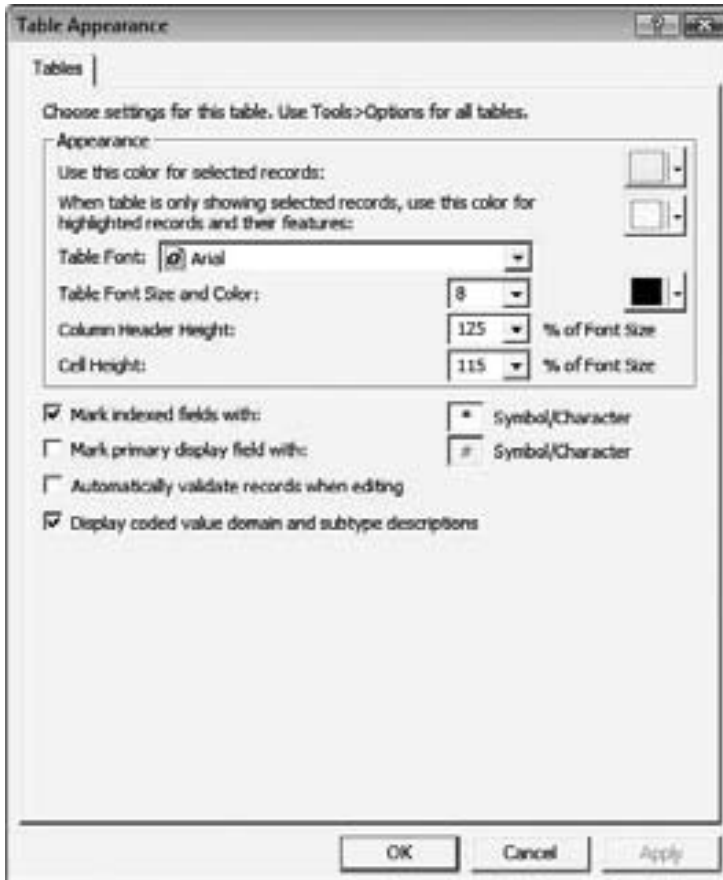 Table Appearance
Tables
Choose settings for this table. Use Tools>Options for all tables.
Appearance
Use this color for selected records:
When table is only showing selected records, use this color for
highlighted records and their features:
Table Font: Arial
Table Font Size and Color: 8
Column Header Height: 125 % of Font Size
Cell Height: 115 % of Font Size
Mark indexed fields with: * Symbol/Character
Mark primary display field with: # Symbol/Character
Automatically validate records when editing
Display coded value domain and subtype descriptions
OK Cancel Apply